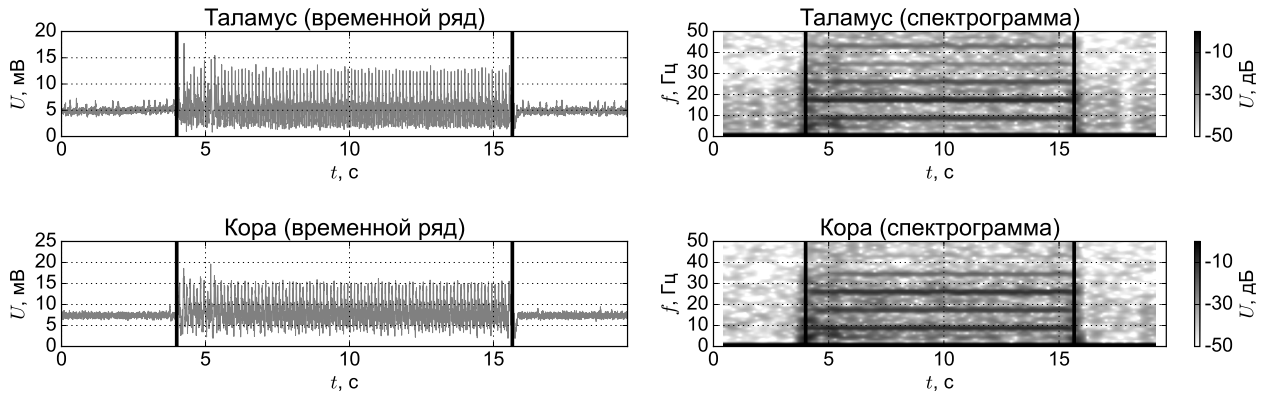 Таламус (временной ряд)
20
15
10
5
0
U, мВ
0 5 10 15
t, с
Таламус (спектрограмма)
50
40
30
20
10
0
f, Гц
0 5 10 15
t, с
-10
-30
-50
U, дБ
Кора (временной ряд)
25
20
15
10
5
0
U, мВ
0 5 10 15
t, с
Кора (спектрограмма)
50
40
30
20
10
0
f, Гц
0 5 10 15
t, с
-10
-30
-50
U, дБ